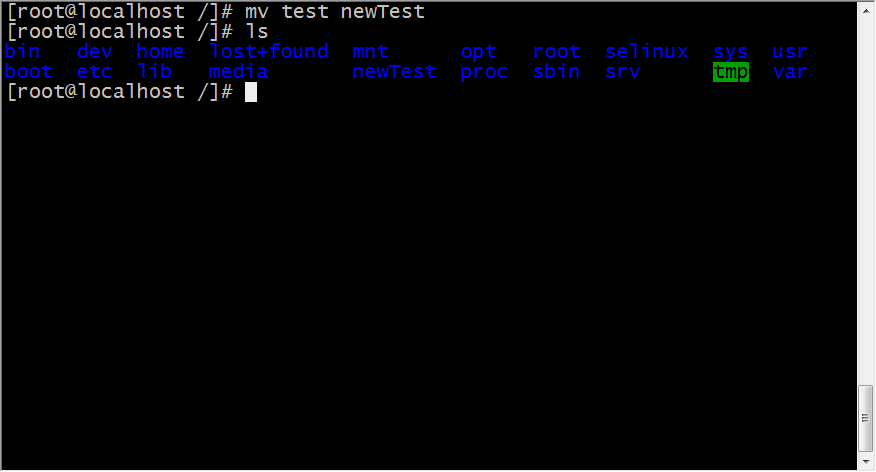 [root@localhost /]# mv test newTest
[root@localhost /]# ls
bin   dev  home  lost+found  mnt      opt   root  selinux  sys  usr
boot  etc  lib   media       newTest  proc  sbin  srv      tmp  var
[root@localhost /]#